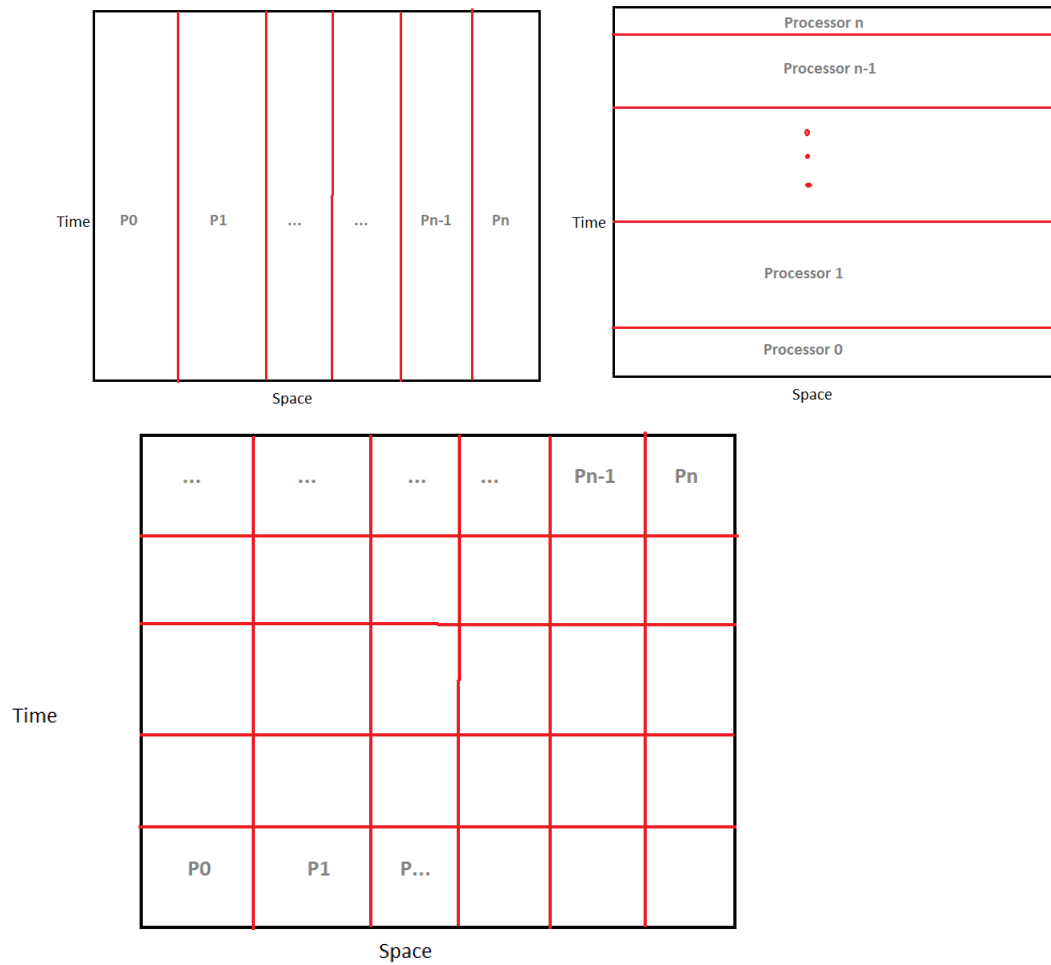 Time P0 P1 ... ... Pn-1 Pn
Space
Processor n
Processor n-1
Time
Processor 1
Processor 0
Space
... ... ... ... Pn-1 Pn
Time
P0 P1 P...
Space